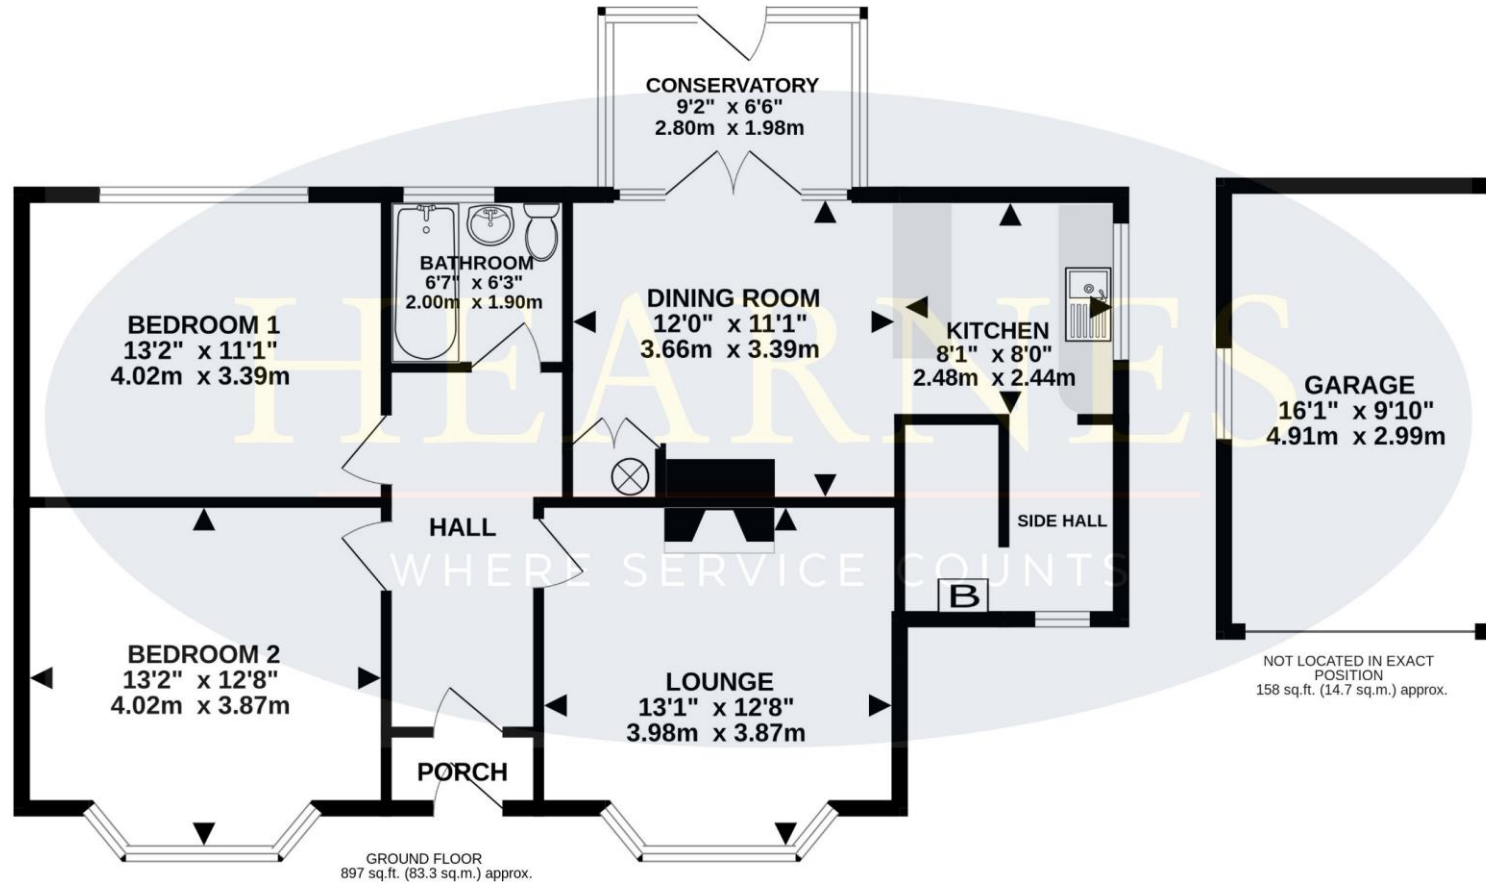 CONSERVATORY
9'2" x 6'6"
2.80m x 1.98m
BATHROOM
6'7" x 6'3"
2.00m x 1.90m
BEDROOM 1
13'2" x 11'1"
4.02m x 3.39m
DINING ROOM
12'0" x 11'1"
3.66m x 3.39m
KITCHEN
8'1" x 8'0"
2.48m x 2.44m
GARAGE
16'1" x 9'10"
4.91m x 2.99m
HEARNES
WHERE SERVICE COUNTS
HALL
SIDE HALL
B
BEDROOM 2
13'2" x 12'8"
4.02m x 3.87m
LOUNGE
13'1" x 12'8"
3.98m x 3.87m
PORCH
NOT LOCATED IN EXACT
POSITION
158 sq.ft. (14.7 sq.m.) approx.
GROUND FLOOR
897 sq.ft. (83.3 sq.m.) approx.